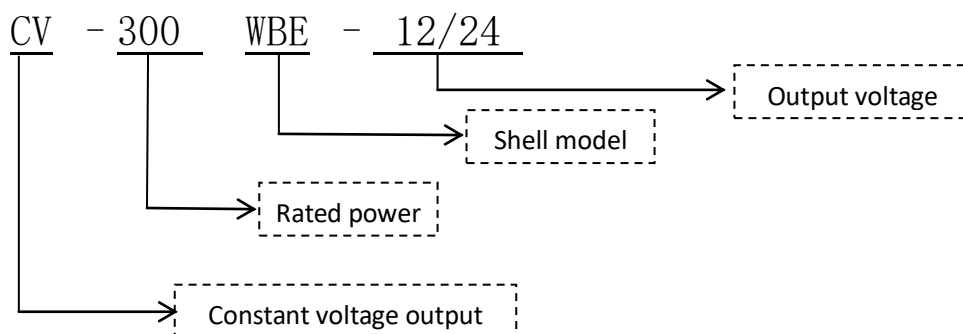 CV - 300 WBE - 12/24
Output voltage
Shell model
Rated power
Constant voltage output